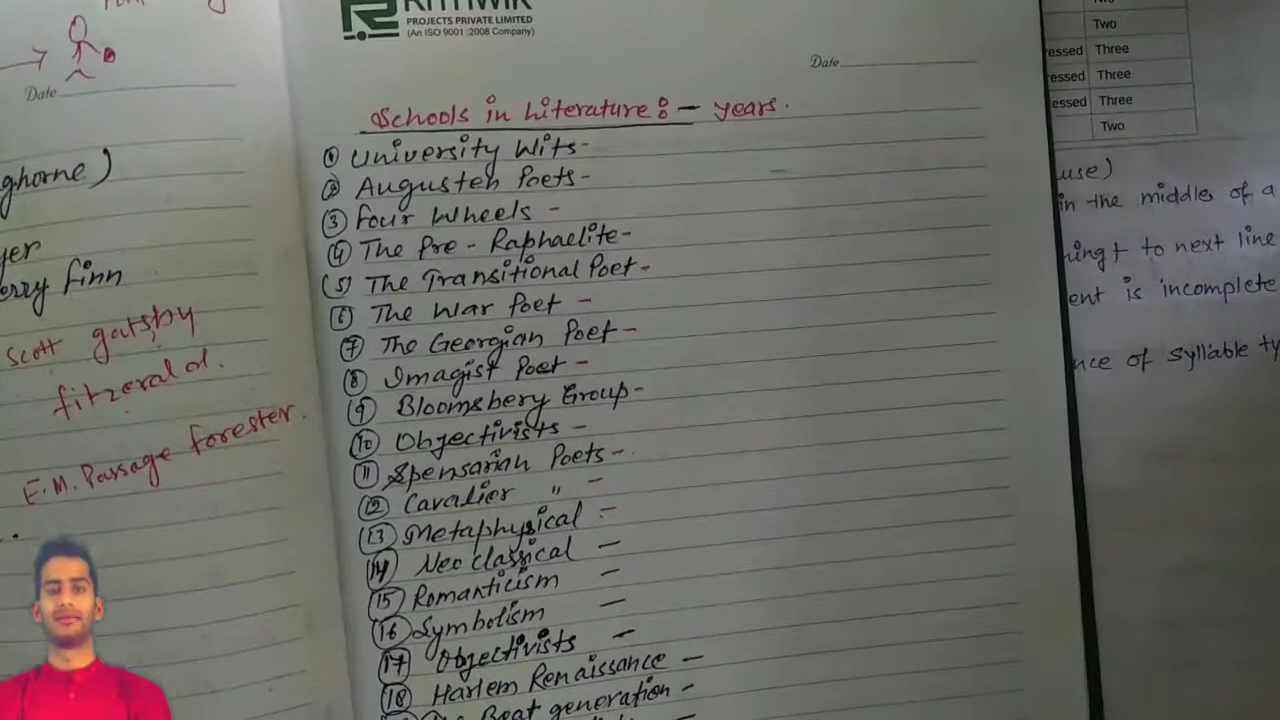 Date
ghorne)
yer
erry finn
Scott gatsby
fitzerald.
E.M. Passage forester.
RITHWIK
PROJECTS PRIVATE LIMITED
(An ISO 9001 :2008 Company)
Date
Schools in Literature :- years.
① University Wits-
② Augusten Poets-
③ Four Wheels -
④ The Pre - Raphaelite-
(5) The Transitional Poet-
⑥ The War Poet -
⑦ The Georgian Poet-
⑧ Imagist Poet -
⑨ Bloomsbery Group-
⑩ Objectivists -
⑪ Spensarian Poets-
⑫ Cavalier " -
⑬ Metaphysical -
⑭ Neo classical -
⑮ Romanticism -
⑯ Symbolism -
⑰ Objectivists -
⑱ Harlem Renaissance -
Beat generation -
Two
essed Three
essed Three
essed Three
Two
use)
in the middle of a
hing t to next line
ent is incomplete
nce of syllable ty